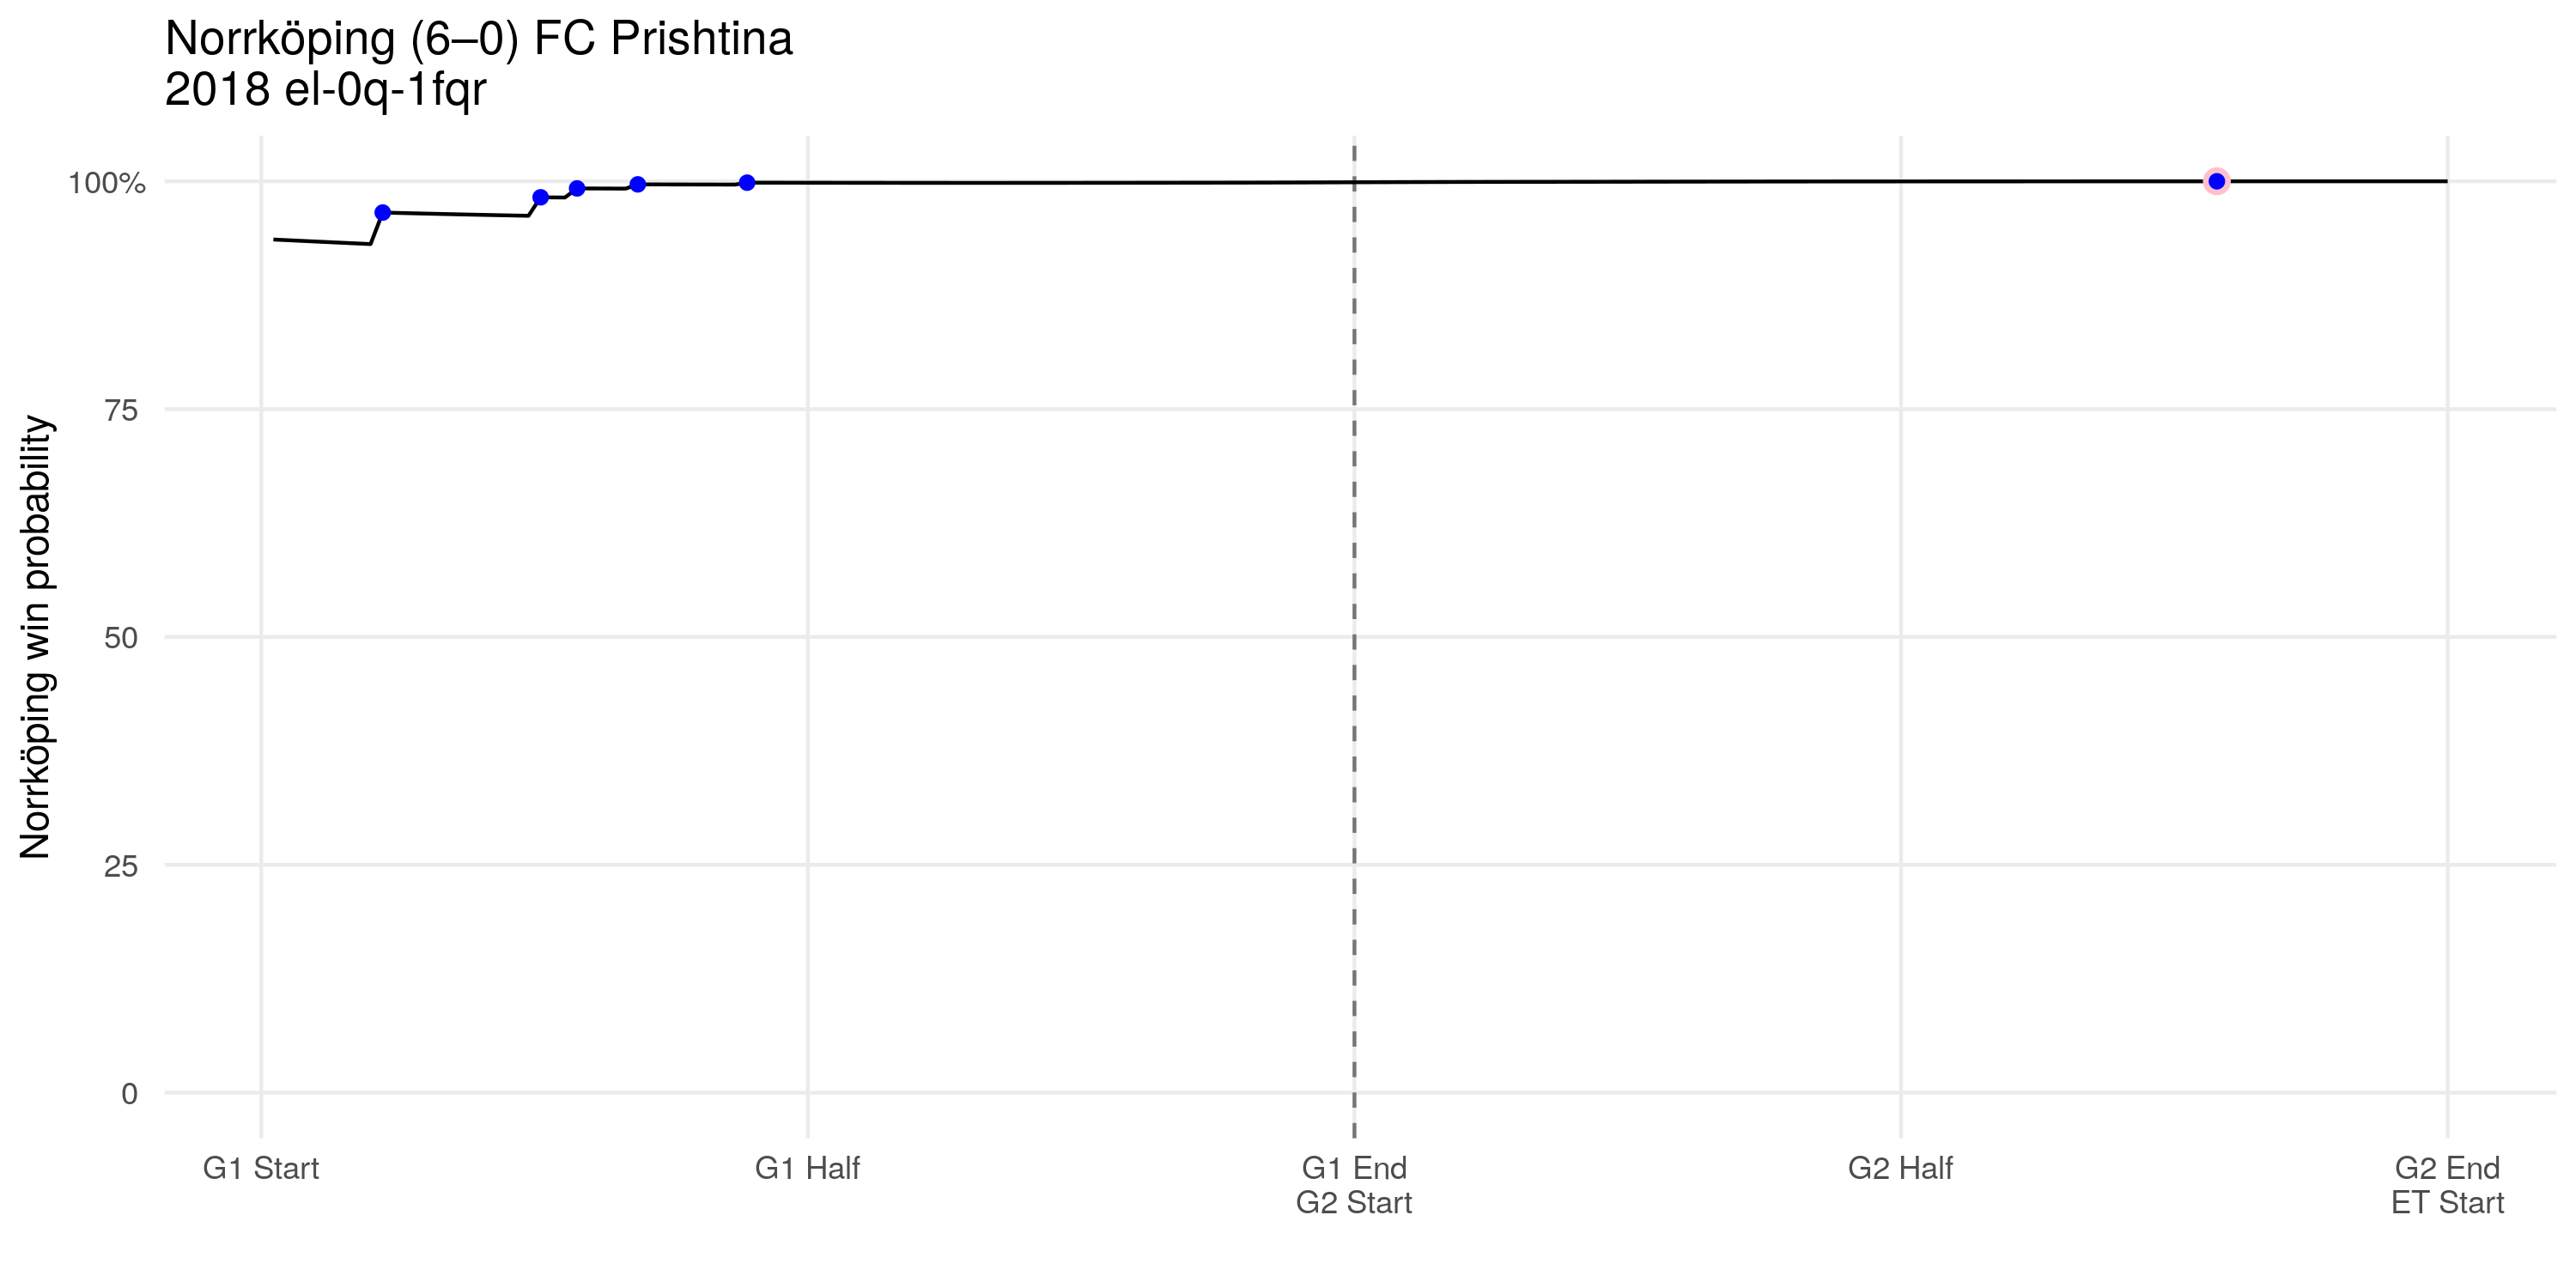 Norrköping (6–0) FC Prishtina
2018 el-0q-1fqr
Norrköping win probability
100%
75
50
25
0
G1 Start
G1 Half
G1 End
G2 Start
G2 Half
G2 End
ET Start